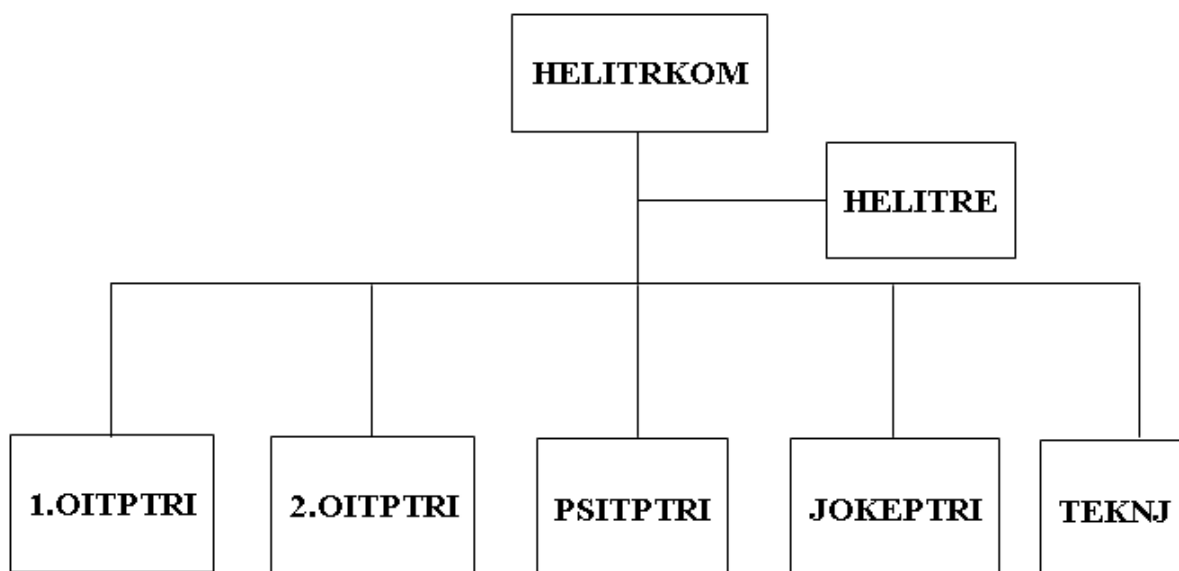 HELITRKOM
HELITRE
1.OITPTRI
2.OITPTRI
PSITPTRI
JOKEPTRI
TEKNJ